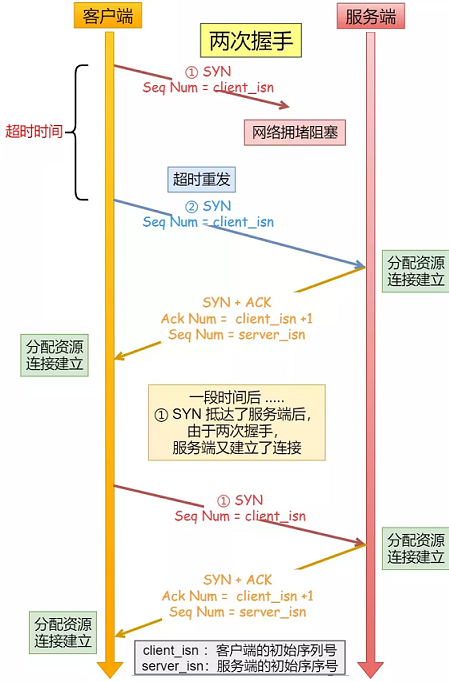 客户端
服务端
两次握手
① SYN
Seq Num = client_isn
超时时间
网络拥堵阻塞
超时重发
② SYN
Seq Num = client_isn
分配资源
连接建立
SYN + ACK
Ack Num = client_isn +1
Seq Num = server_isn
分配资源
连接建立
一段时间后 .....
① SYN 抵达了服务端后，
由于两次握手，
服务端又建立了连接
① SYN
Seq Num = client_isn
分配资源
连接建立
SYN + ACK
Ack Num = client_isn +1
Seq Num = server_isn
分配资源
连接建立
client_isn ：客户端的初始序列号
server_isn：服务端的初始序序号